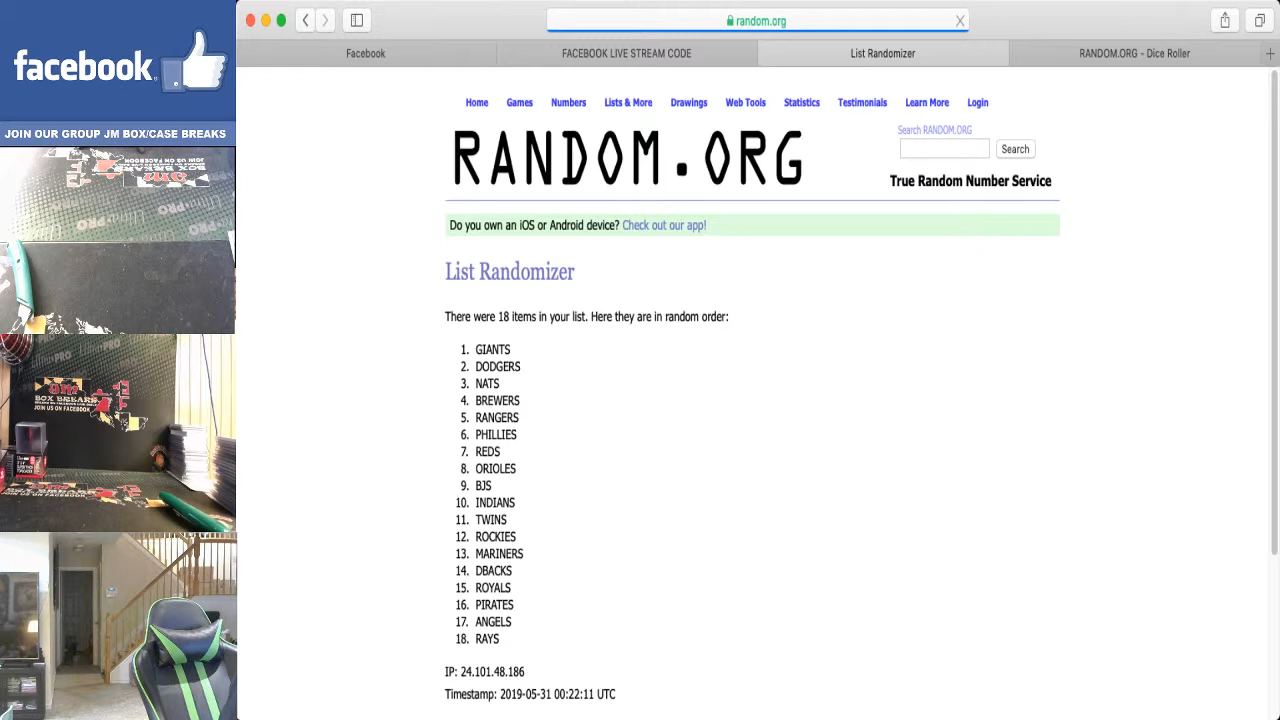 facebook
JOIN OUR GROUP JM BOX/CASE BREAKS
BOX BREAKS
JOIN US ON FACEBOOK
random.org
Facebook
FACEBOOK LIVE STREAM CODE
List Randomizer
RANDOM.ORG - Dice Roller
Home
Games
Numbers
Lists & More
Drawings
Web Tools
Statistics
Testimonials
Learn More
Login
RANDOM.ORG
Search RANDOM.ORG
Search
True Random Number Service
Do you own an iOS or Android device? Check out our app!
List Randomizer
There were 18 items in your list. Here they are in random order:
1. GIANTS
2. DODGERS
3. NATS
4. BREWERS
5. RANGERS
6. PHILLIES
7. REDS
8. ORIOLES
9. BJS
10. INDIANS
11. TWINS
12. ROCKIES
13. MARINERS
14. DBACKS
15. ROYALS
16. PIRATES
17. ANGELS
18. RAYS
IP: 24.101.48.186
Timestamp: 2019-05-31 00:22:11 UTC